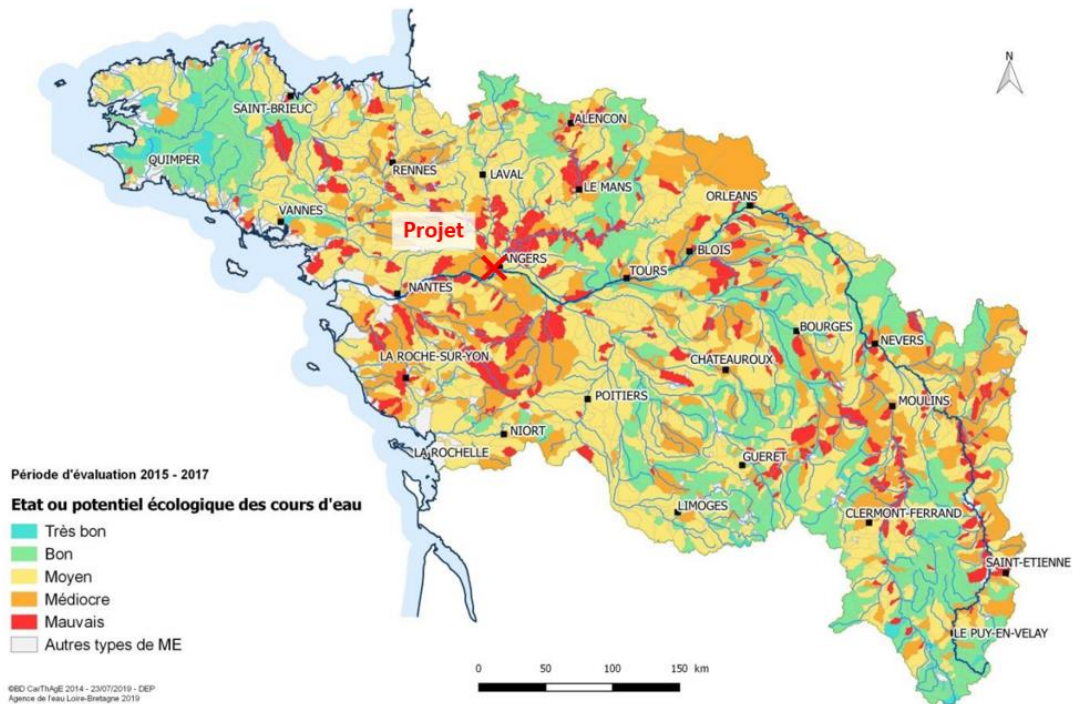 N
SAINT-BRIEUC
ALENCON
QUIMPER
RENNES
LAVAL
LE MANS
ORLEANS
VANNES
Projet
ANGERS
BLOIS
TOURS
NANTES
BOURGES
NEVERS
LA ROCHE-SUR-YON
CHATEAUROUX
POITIERS
MOULINS
NIORT
LA ROCHELLE
GUERET
LIMOGES
CLERMONT-FERRAND
SAINT-ETIENNE
LE PUY-EN-VELAY
Période d'évaluation 2015 - 2017
Etat ou potentiel écologique des cours d'eau
Très bon
Bon
Moyen
Médiocre
Mauvais
Autres types de ME
0 50 100 150 km
©BD CarThAgE 2014 - 23/07/2019 - DEP
Agence de l'eau Loire-Bretagne 2019